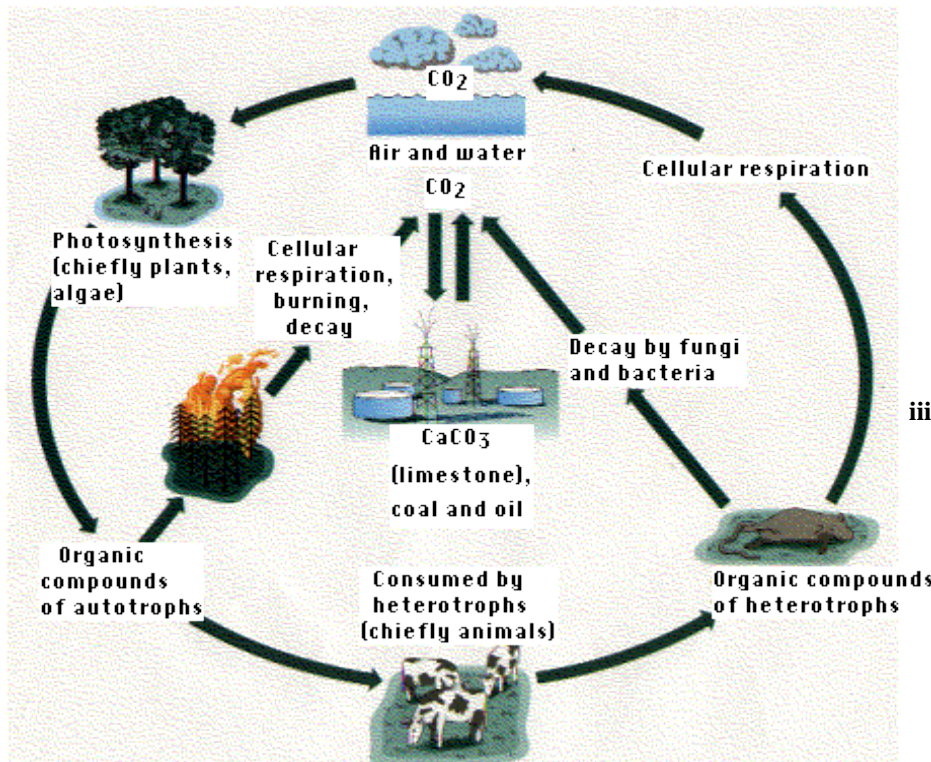 CO2
Air and water
CO2
Cellular respiration
Photosynthesis
(chiefly plants,
algae)
Cellular
respiration,
burning,
decay
Decay by fungi
and bacteria
iii
CaCO3
(limestone),
coal and oil
Organic
compounds
of autotrophs
Consumed by
heterotrophs
(chiefly animals)
Organic compounds
of heterotrophs